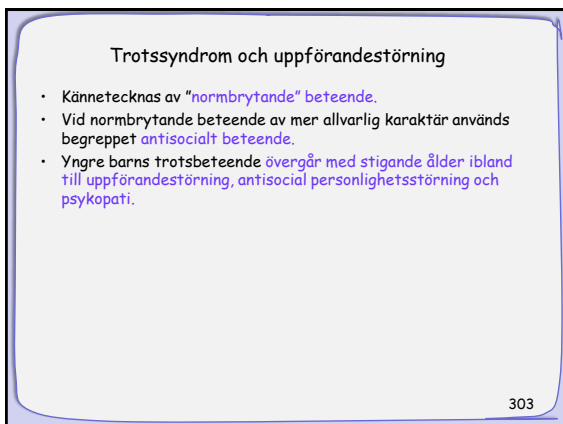 Trotssyndrom och uppförandestörning
• Kännetecknas av ”normbrytande” beteende.
• Vid normbrytande beteende av mer allvarlig karaktär används
begreppet antisocialt beteende.
• Yngre barns trotsbeteende övergår med stigande ålder ibland
till uppförandestörning, antisocial personlighetsstörning och
psykopati.
303